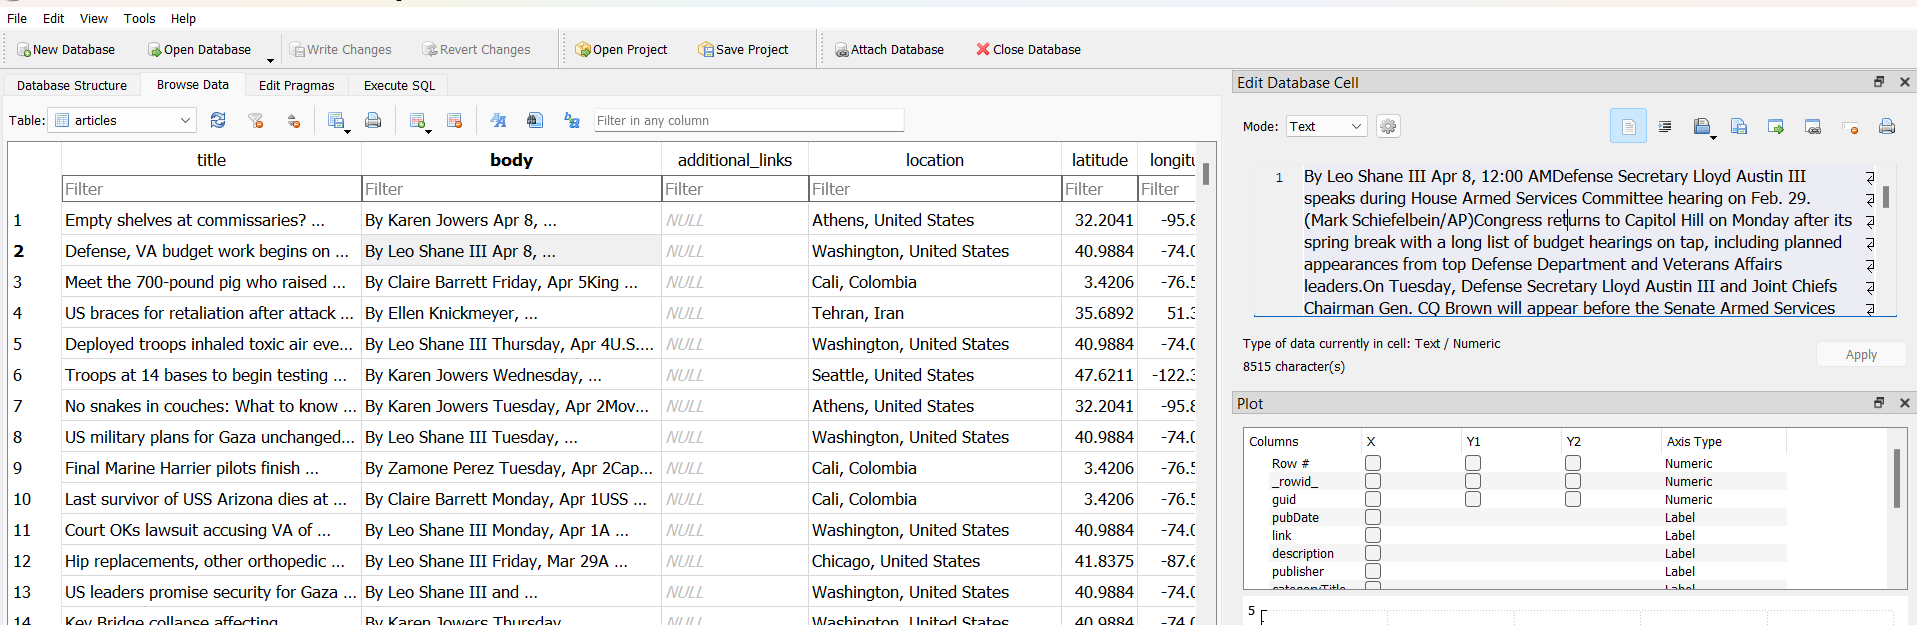 File Edit View Tools Help
New Database Open Database Write Changes Revert Changes Open Project Save Project Attach Database Close Database
Database Structure Browse Data Edit Pragmas Execute SQL
Table: articles Filter in any column
title body additional_links location latitude
Filter Filter Filter Filter Filter Filter
1 Empty shelves at commissaries? ... By Karen Jowers Apr 8, ... NULL Athens, United States 32.2041 -95.8
2 Defense, VA budget work begins on ... By Leo Shane III Apr 8, ... NULL Washington, United States 40.9884 -74.0
3 Meet the 700-pound pig who raised ... By Claire Barrett Friday, Apr 5King ... NULL Cali, Colombia 3.4206 -76.5
4 US braces for retaliation after attack ... By Ellen Knickmeyer, ... NULL Tehran, Iran 35.6892 51.3
5 Deployed troops inhaled toxic air eve... By Leo Shane III Thursday, Apr 4U.S.... NULL Washington, United States 40.9884 -74.0
6 Troops at 14 bases to begin testing ... By Karen Jowers Wednesday, ... NULL Seattle, United States 47.6211 -122.3
7 No snakes in couches: What to know ... By Karen Jowers Tuesday, Apr 2Mov... NULL Athens, United States 32.2041 -95.8
8 US military plans for Gaza unchanged... By Leo Shane III Tuesday, ... NULL Washington, United States 40.9884 -74.0
9 Final Marine Harrier pilots finish ... By Zamone Perez Tuesday, Apr 2Cap... NULL Cali, Colombia 3.4206 -76.5
10 Last survivor of USS Arizona dies at ... By Claire Barrett Monday, Apr 1USS ... NULL Cali, Colombia 3.4206 -76.5
11 Court OKs lawsuit accusing VA of ... By Leo Shane III Monday, Apr 1A ... NULL Washington, United States 40.9884 -74.0
12 Hip replacements, other orthopedic ... By Leo Shane III Friday, Mar 29A ... NULL Chicago, United States 41.8375 -87.6
13 US leaders promise security for Gaza ... By Leo Shane III and ... NULL Washington, United States 40.9884 -74.0
14 Key Bridge collapse affecting By Karen Jowers Thursday NULL Washington, United States 40.9884 -74.0
Edit Database Cell
Mode: Text
1 By Leo Shane III Apr 8, 12:00 AMDefense Secretary Lloyd Austin III
speaks during House Armed Services Committee hearing on Feb. 29.
(Mark Schiefelbein/AP)Congress returns to Capitol Hill on Monday after its
spring break with a long list of budget hearings on tap, including planned
appearances from top Defense Department and Veterans Affairs
leaders.On Tuesday, Defense Secretary Lloyd Austin III and Joint Chiefs
Chairman Gen. CQ Brown will appear before the Senate Armed Services
Type of data currently in cell: Text / Numeric
8515 character(s)
Apply
Plot
Columns X Y1 Y2 Axis Type
Row # Numeric
_rowid_ Numeric
guid Numeric
pubDate Label
link Label
description Label
publisher Label
categoryTitle Label
5